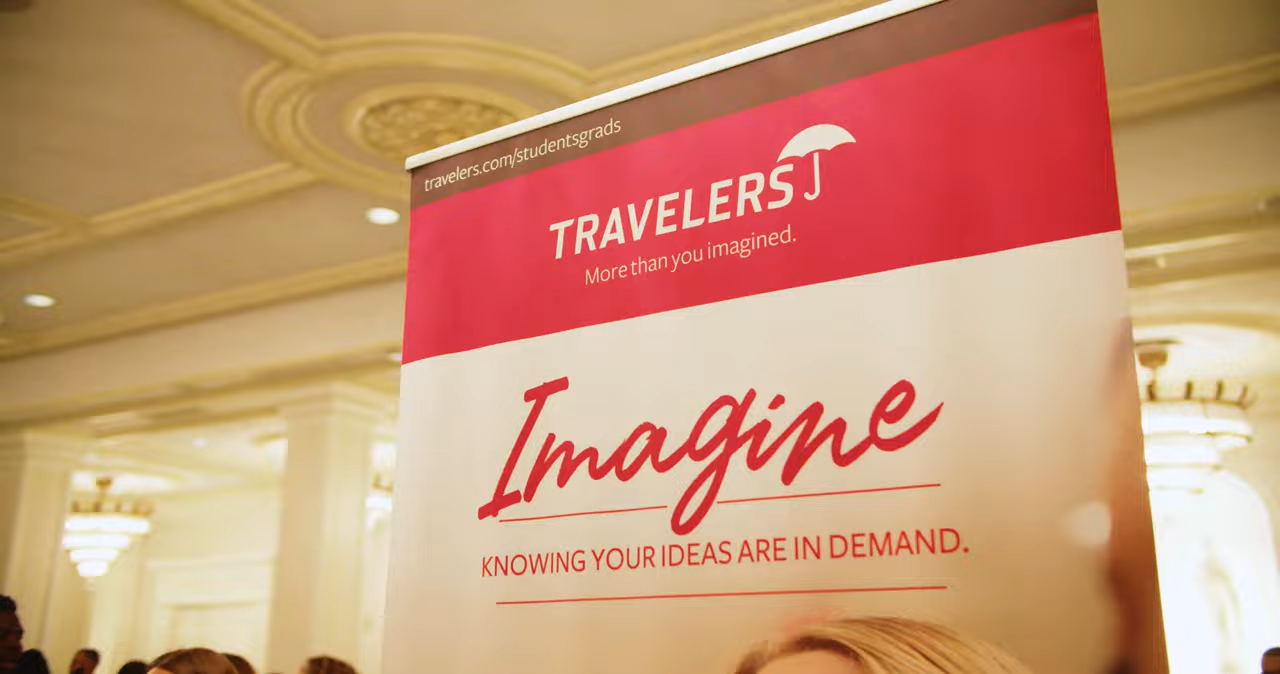 travelers.com/studentsgrads
TRAVELERS
More than you imagined.
Imagine
KNOWING YOUR IDEAS ARE IN DEMAND.